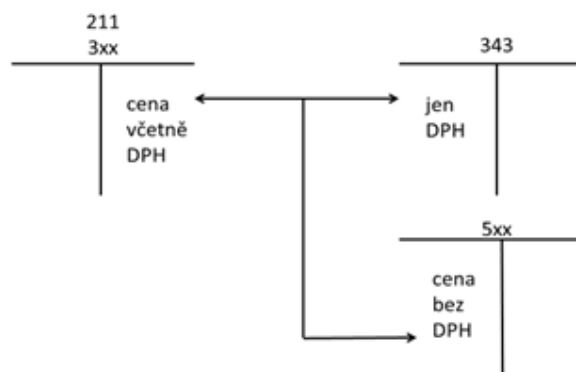 211
3xx
cena
včetně
DPH
343
jen
DPH
5xx
cena
bez
DPH